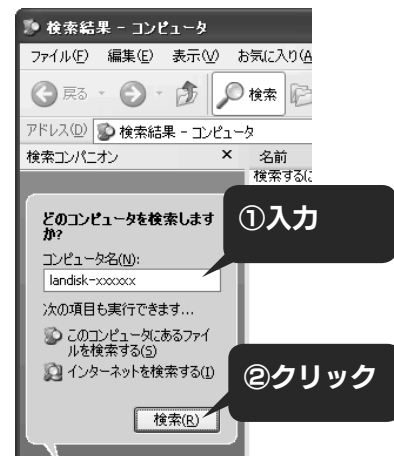 検索結果 - コンピュータ
ファイル(F) 編集(E) 表示(V) お気に入り(A
戻る 検索
アドレス(D) 検索結果 - コンピュータ
検索コンパニオン × 名前
検索する(こ
どのコンピュータを検索します
か?
①入力
コンピュータ名(N):
landisk-xxxxxx
次の項目も実行できます...
このコンピュータにあるファイ
ルを検索する(S)
インターネットを検索する(I)
②クリック
検索(R)